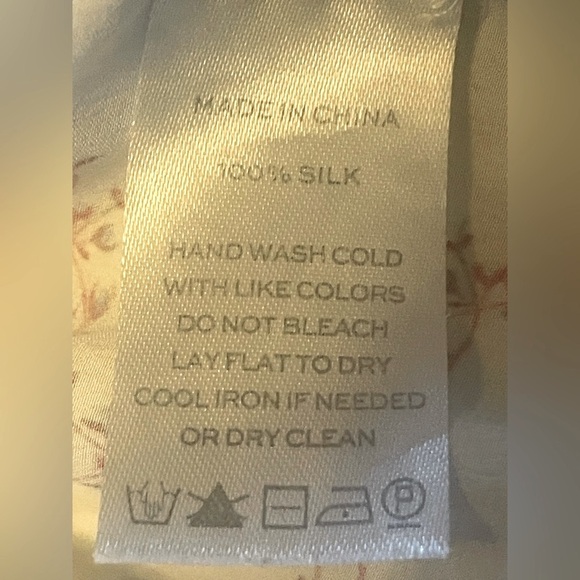 MADE IN CHINA
100% SILK
HAND WASH COLD
WITH LIKE COLORS
DO NOT BLEACH
LAY FLAT TO DRY
COOL IRON IF NEEDED
OR DRY CLEAN
P